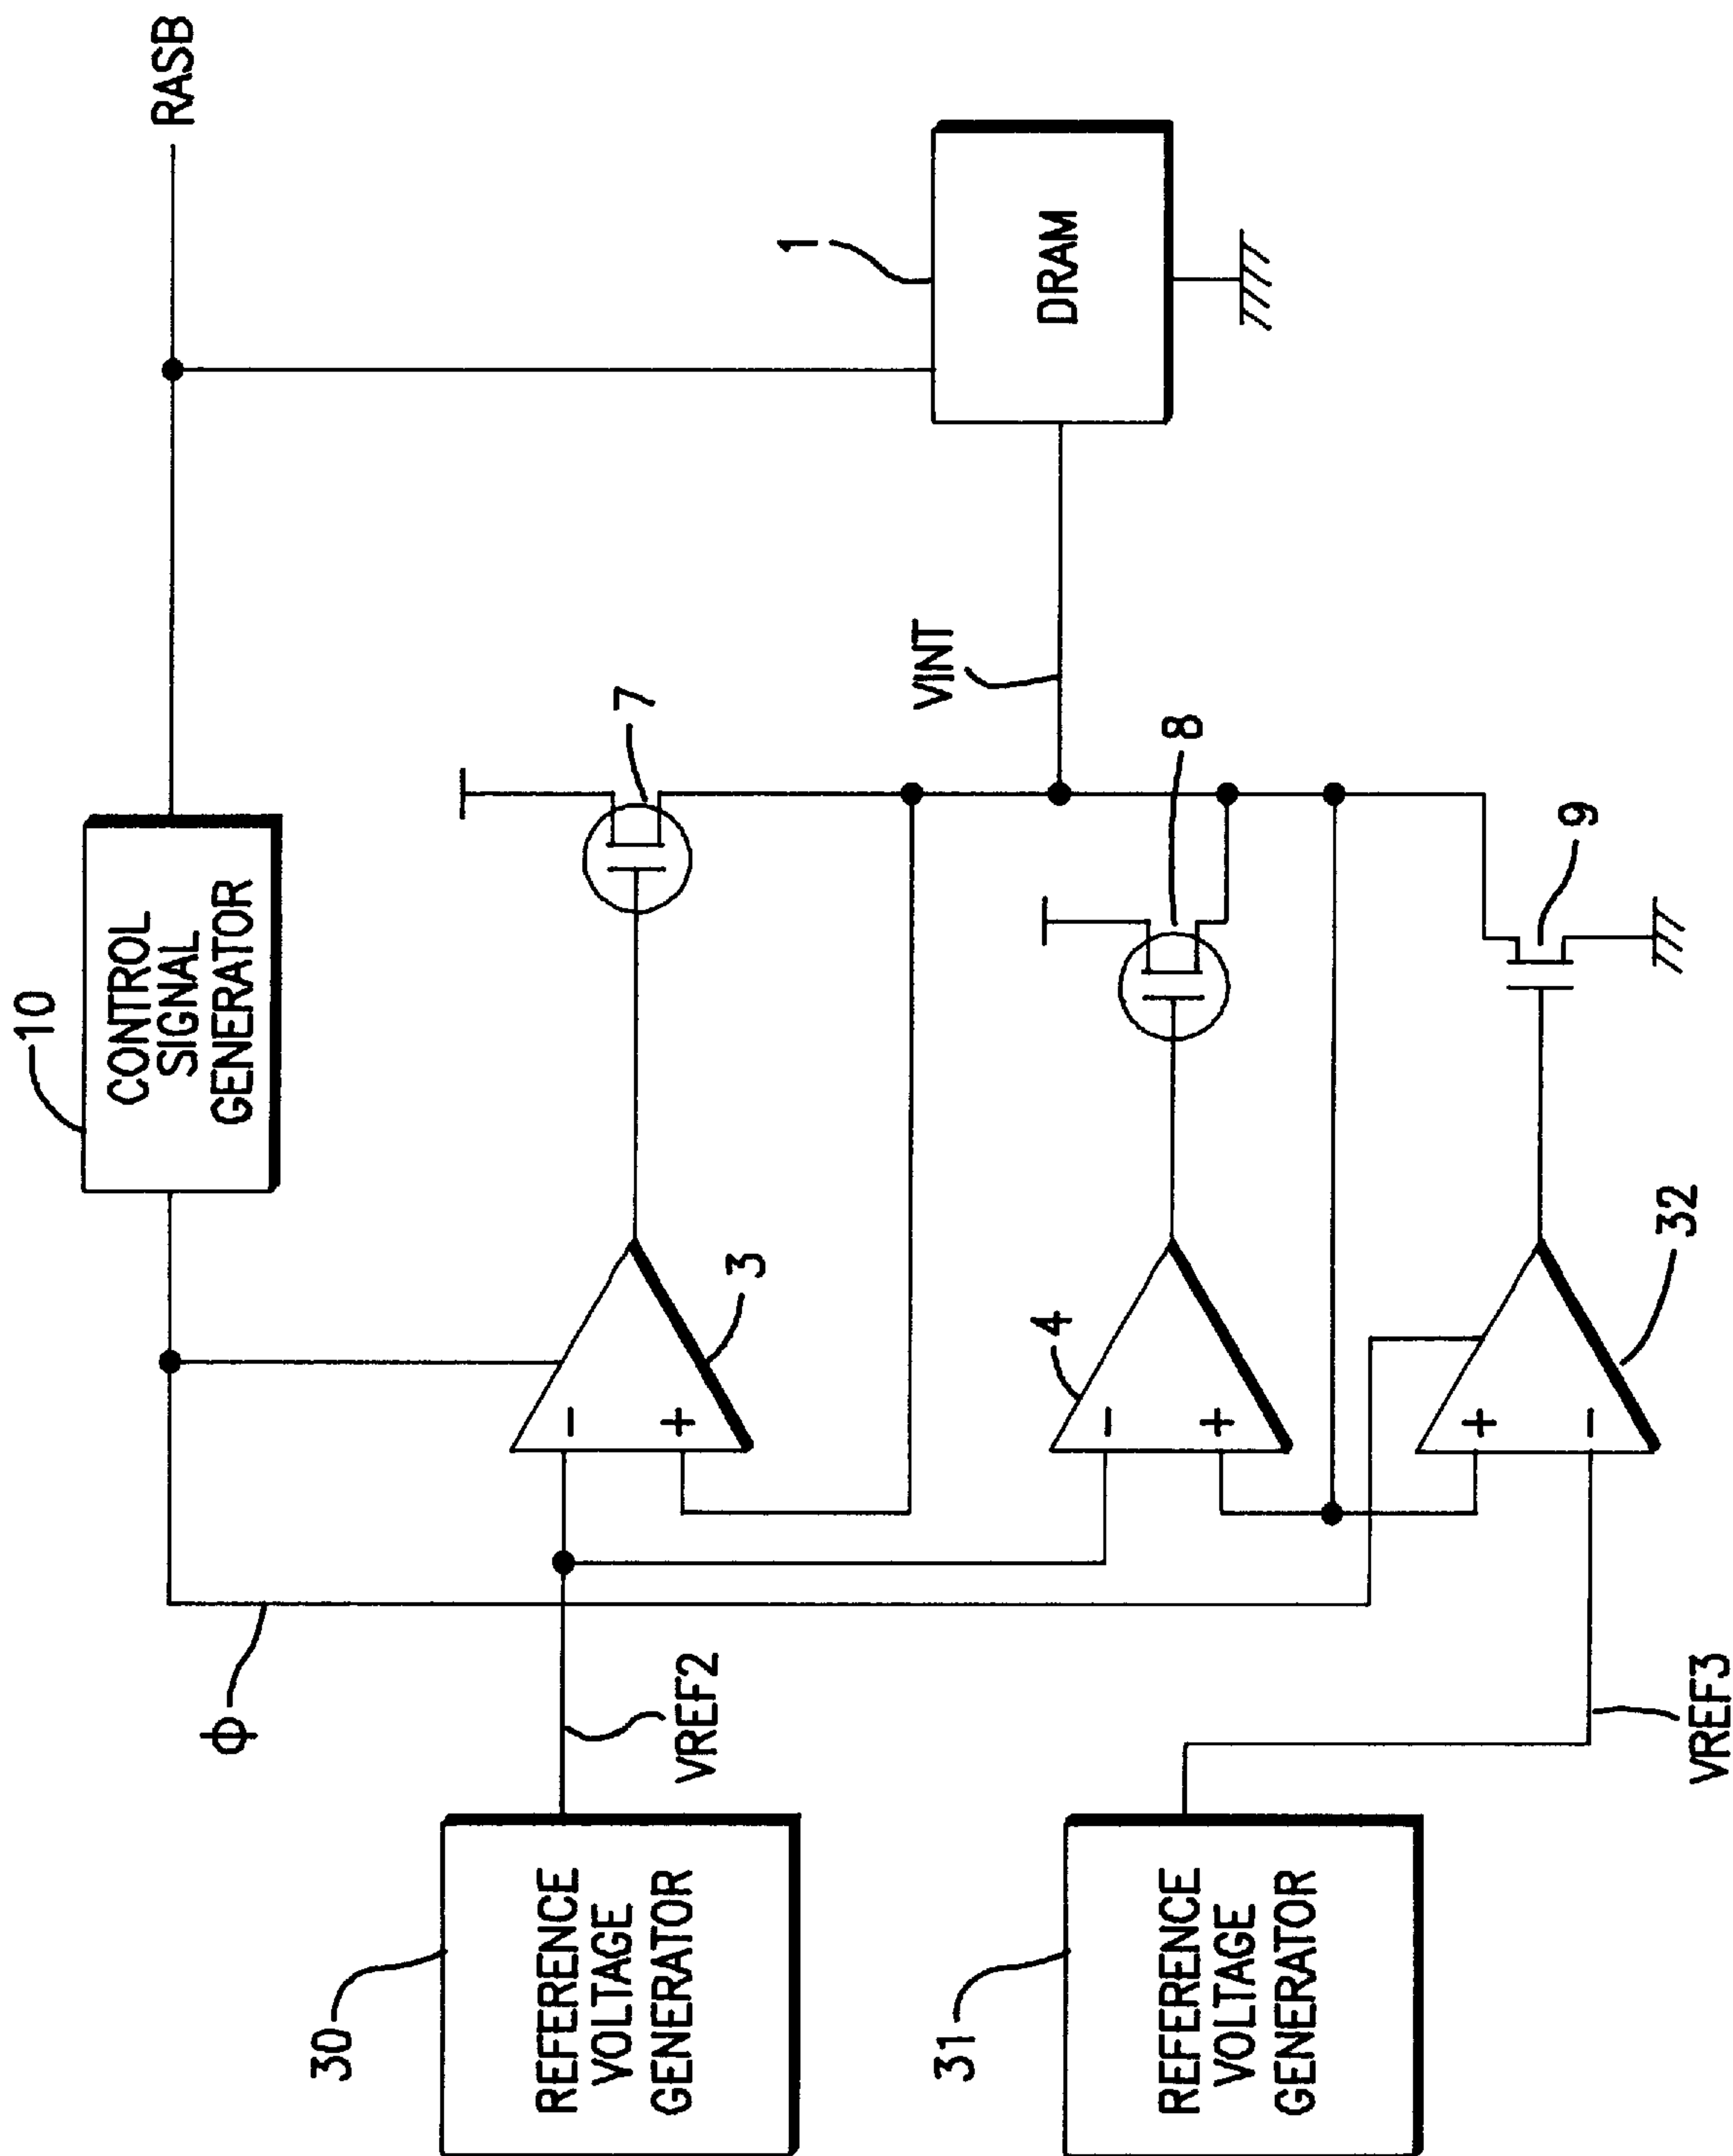 RASB
10
CONTROL
SIGNAL
GENERATOR
1
DRAM
7
VINT
8
9
3
-
+
4
-
+
32
+
-
Φ
VREF2
VREF3
30
REFERENCE
VOLTAGE
GENERATOR
31
REFERENCE
VOLTAGE
GENERATOR